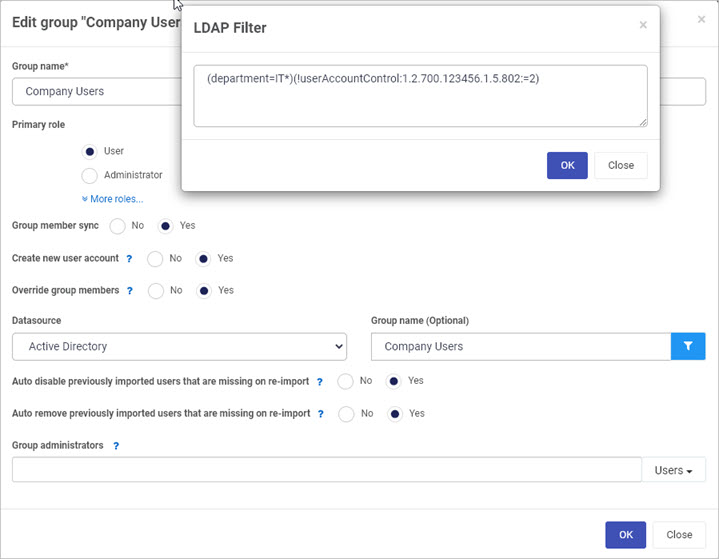 Edit group "Company User
×
LDAP Filter
×
(department=IT*)(!userAccountControl:1.2.700.123456.1.5.802:=2)
OK
Close
Group name*
Company Users
Primary role
User
Administrator
More roles...
Group member sync No Yes
Create new user account ? No Yes
Override group members ? No Yes
Datasource
Group name (Optional)
Active Directory
Company Users
Auto disable previously imported users that are missing on re-import ? No Yes
Auto remove previously imported users that are missing on re-import ? No Yes
Group administrators ?
Users
OK
Close